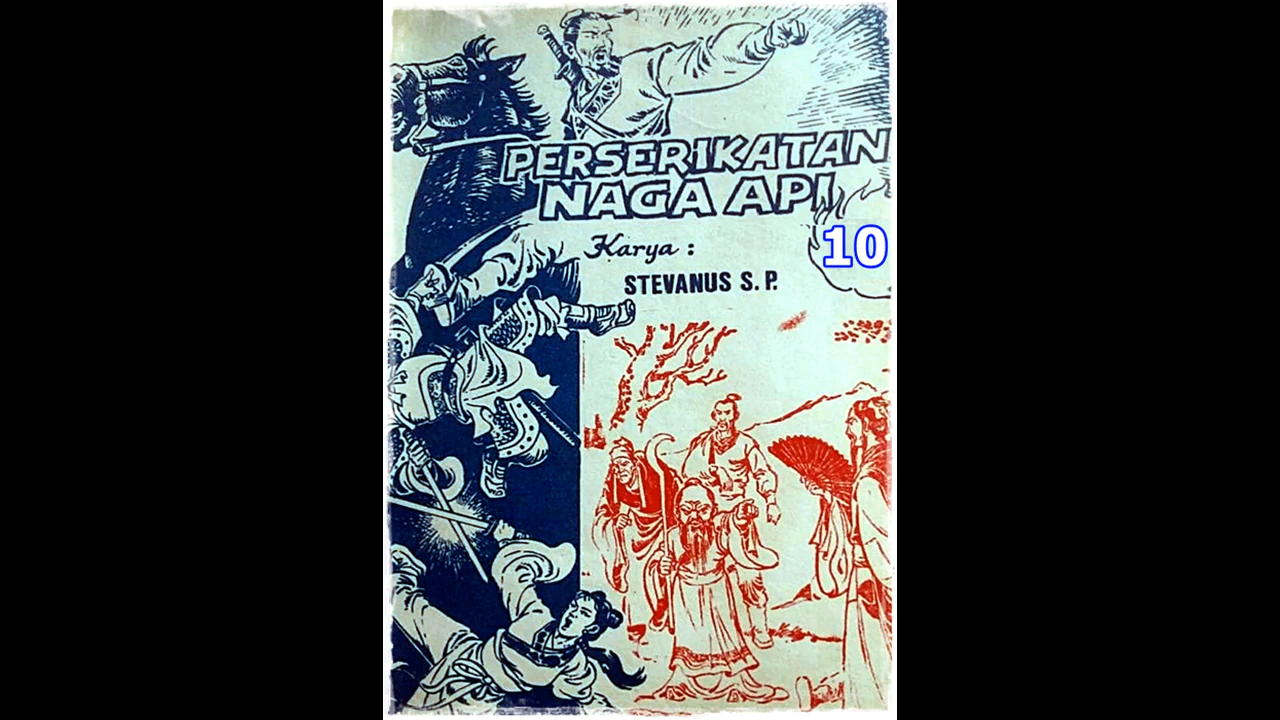 PERSERIKATAN
NAGA API
10
Karya :
STEVANUS S. P.